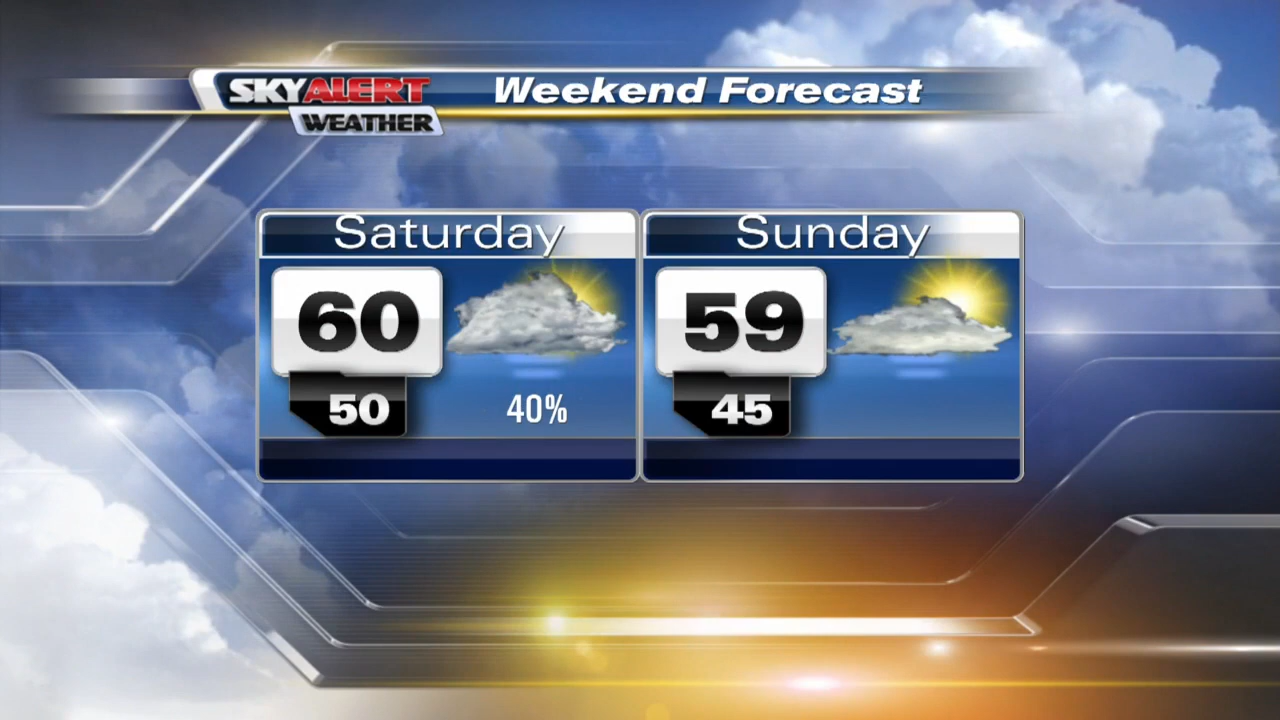 SKYALERT
WEATHER
Weekend Forecast
Saturday
60
50
40%
Sunday
59
45